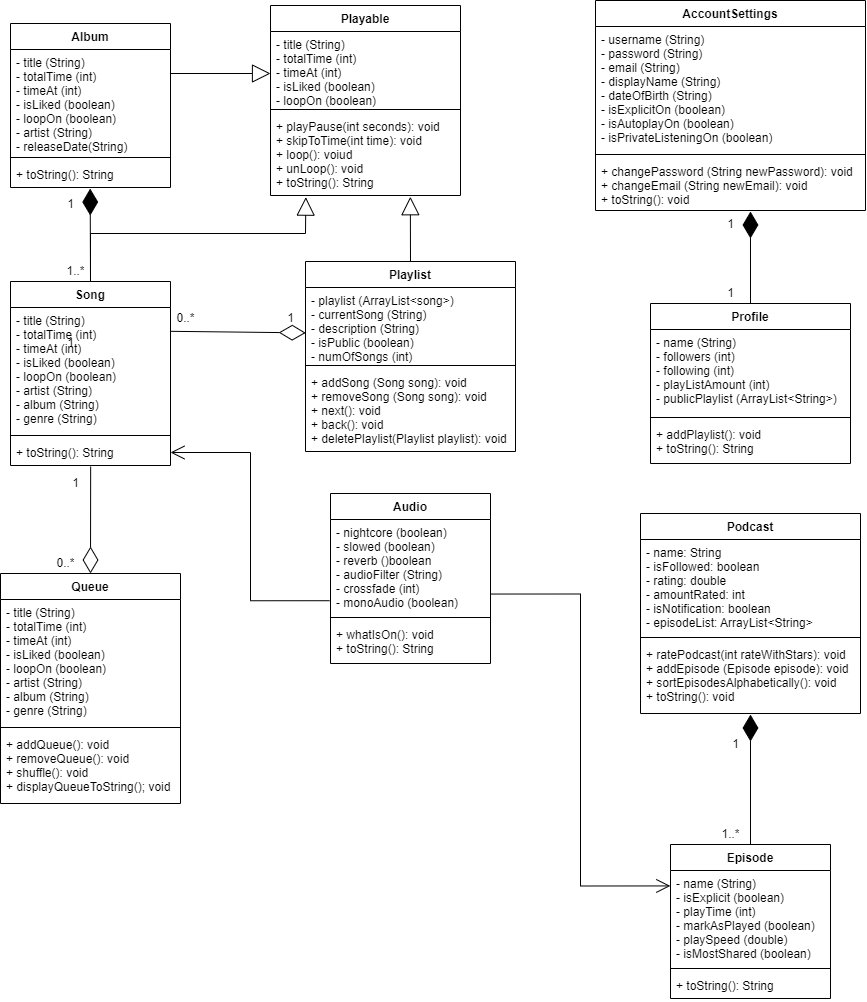 Album
- title (String)
- totalTime (int)
- timeAt (int)
- isLiked (boolean)
- loopOn (boolean)
- artist (String)
- releaseDate(String)
+ toString(): String
Playable
- title (String)
- totalTime (int)
- timeAt (int)
- isLiked (boolean)
- loopOn (boolean)
+ playPause(int seconds): void
+ skipToTime(int time): void
+ loop(): voiud
+ unLoop(): void
+ toString(): String
AccountSettings
- username (String)
- password (String)
- email (String)
- displayName (String)
- dateOfBirth (String)
- isExplicitOn (boolean)
- isAutoplayOn (boolean)
- isPrivateListeningOn (boolean)
+ changePassword (String newPassword): void
+ changeEmail (String newEmail): void
+ toString(): void
1
1..*
1
1
Song
- title (String)
- totalTime (int)
- timeAt (int)
- isLiked (boolean)
- loopOn (boolean)
- artist (String)
- album (String)
- genre (String)
+ toString(): String
1
0..*
1
Playlist
- playlist (ArrayList<song>)
- currentSong (String)
- description (String)
- isPublic (boolean)
- numOfSongs (int)
+ addSong (Song song): void
+ removeSong (Song song): void
+ next(): void
+ back(): void
+ deletePlaylist(Playlist playlist): void
Profile
- name (String)
- followers (int)
- following (int)
- playListAmount (int)
- publicPlaylist (ArrayList<String>)
+ addPlaylist(): void
+ toString(): String
1
0..*
Queue
- title (String)
- totalTime (int)
- timeAt (int)
- isLiked (boolean)
- loopOn (boolean)
- artist (String)
- album (String)
- genre (String)
+ addQueue(): void
+ removeQueue(): void
+ shuffle(): void
+ displayQueueToString(); void
Audio
- nightcore (boolean)
- slowed (boolean)
- reverb ()boolean
- audioFilter (String)
- crossfade (int)
- monoAudio (boolean)
+ whatIsOn(): void
+ toString(): String
Podcast
- name: String
- isFollowed: boolean
- rating: double
- amountRated: int
- isNotification: boolean
- episodeList: ArrayList<String>
+ ratePodcast(int rateWithStars): void
+ addEpisode (Episode episode): void
+ sortEpisodesAlphabetically(): void
+ toString(): void
1
1..*
Episode
- name (String)
- isExplicit (boolean)
- playTime (int)
- markAsPlayed (boolean)
- playSpeed (double)
- isMostShared (boolean)
+ toString(): String